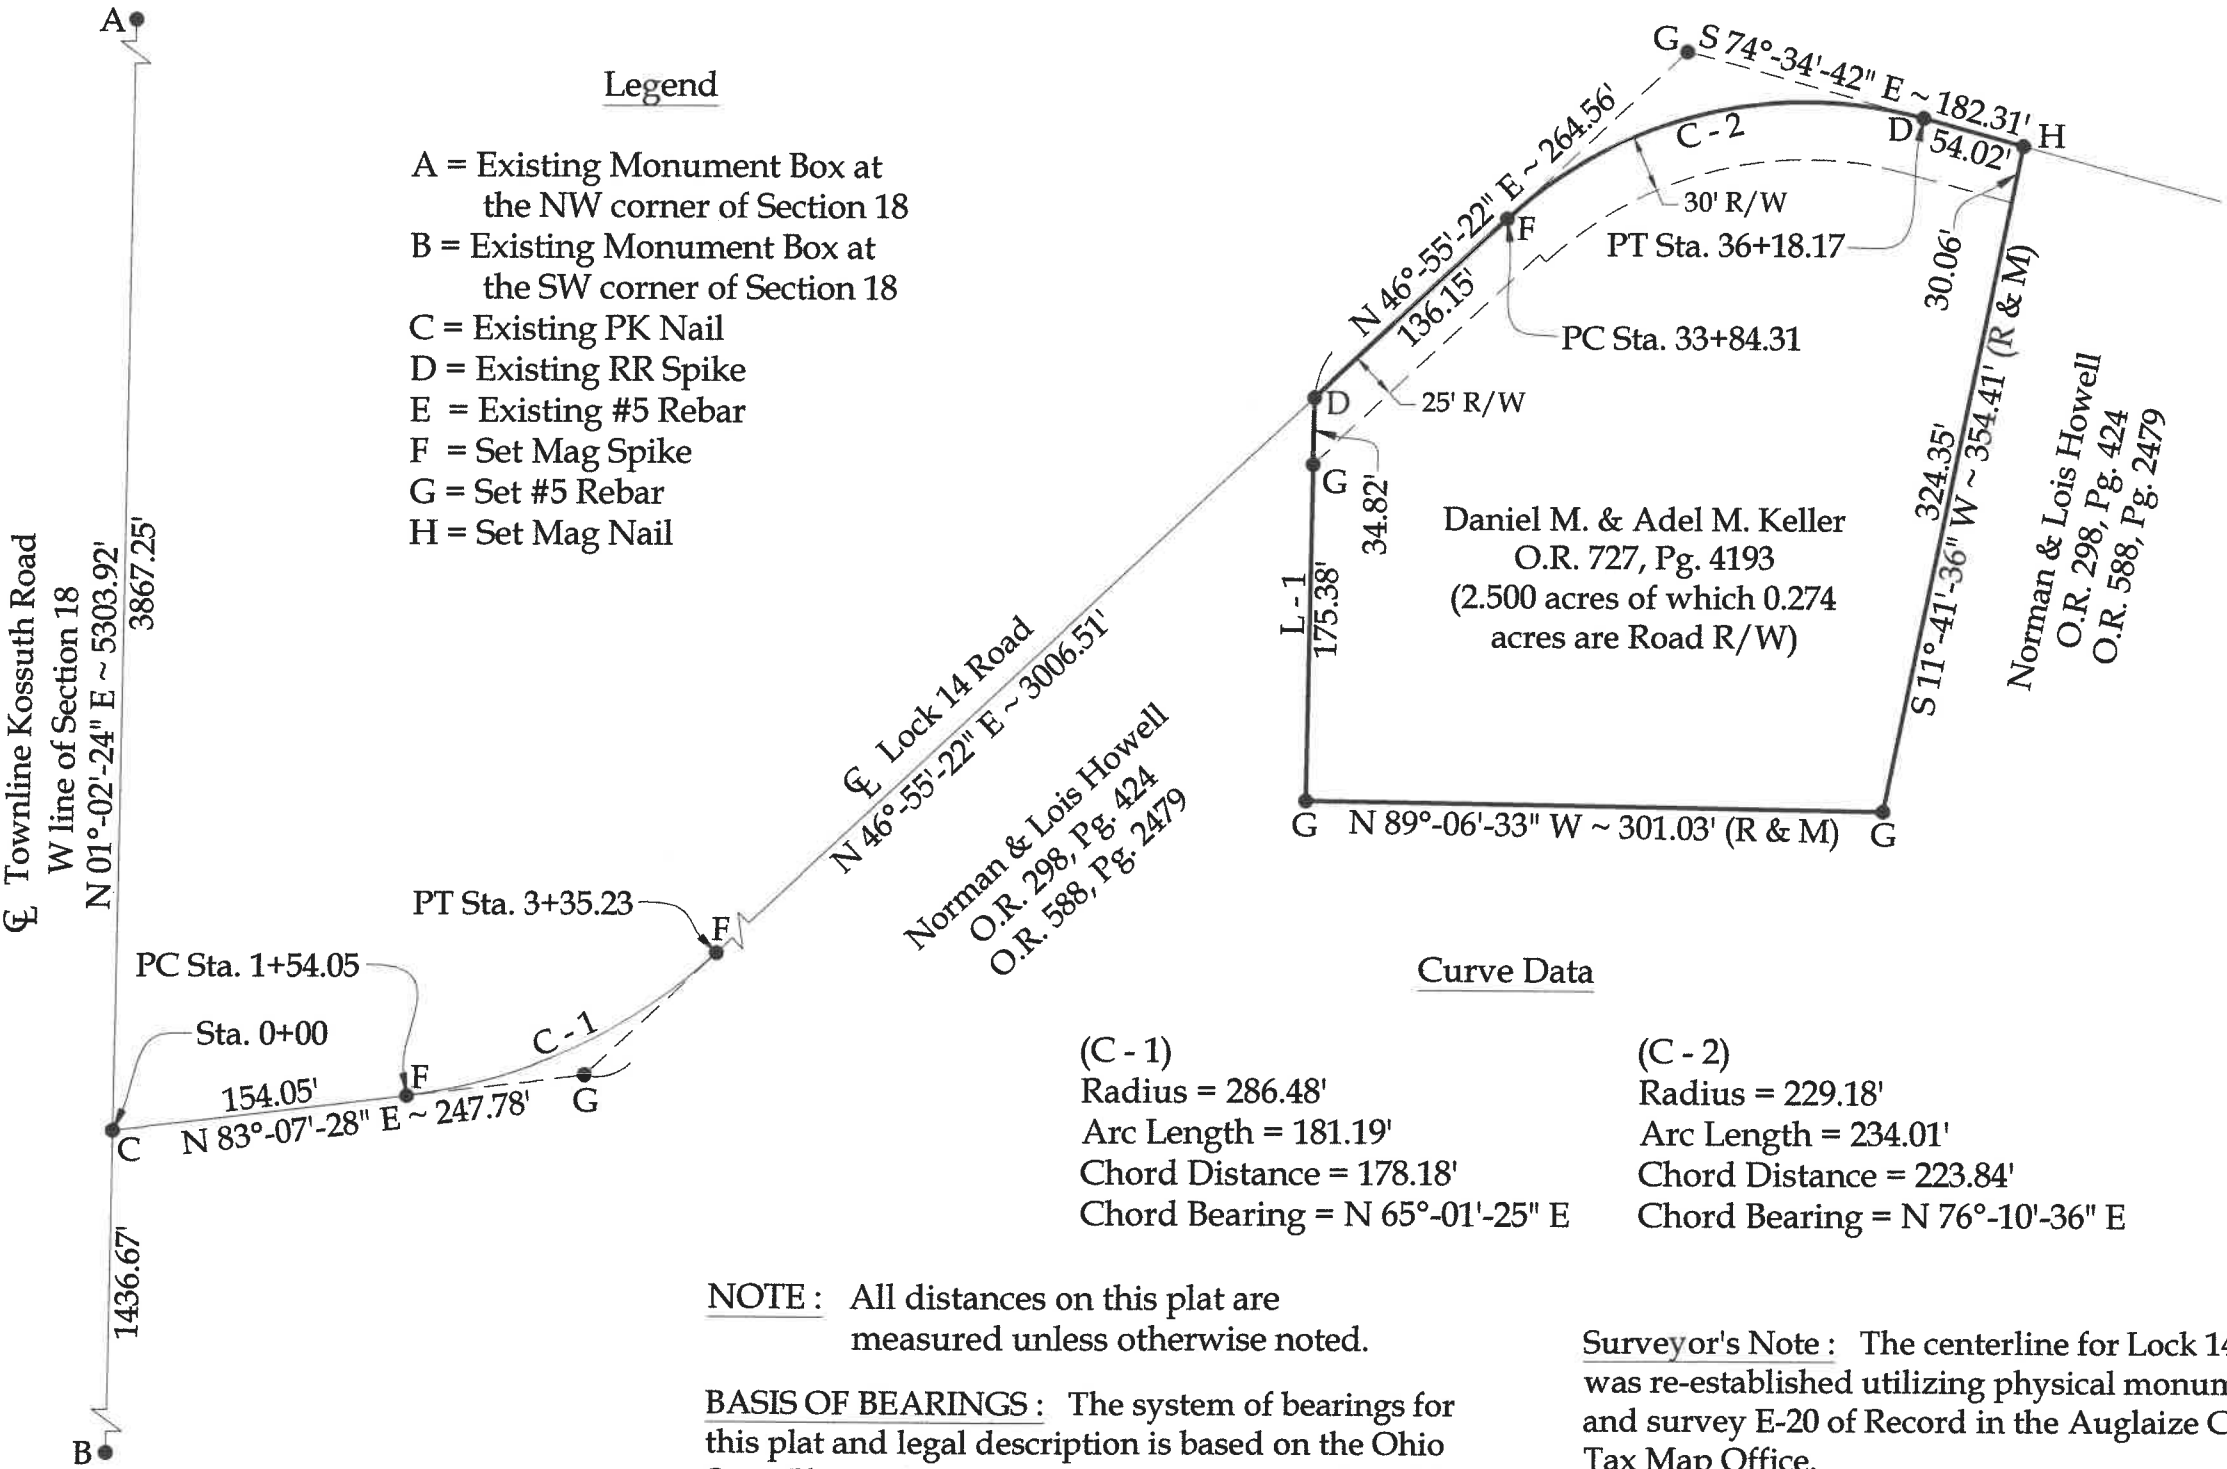 A
Legend
A = Existing Monument Box at
the NW corner of Section 18
B = Existing Monument Box at
the SW corner of Section 18
C = Existing PK Nail
D = Existing RR Spike
E = Existing #5 Rebar
F = Set Mag Spike
G = Set #5 Rebar
H = Set Mag Nail
℄ Townline Kossuth Road
W line of Section 18
N 01°-02'-24" E ~ 5303.92'
3867.25'
G
S 74°-34'-42" E ~ 182.31'
H
D
54.02'
C - 2
N 46°-55'-22" E ~ 264.56'
136.15'
F
30' R/W
PT Sta. 36+18.17
30.06'
PC Sta. 33+84.31
25' R/W
D
G
34.82'
L - 1
175.38'
Daniel M. & Adel M. Keller
O.R. 727, Pg. 4193
(2.500 acres of which 0.274
acres are Road R/W)
324.35'
S 11°-41'-36" W ~ 354.41' (R & M)
Norman & Lois Howell
O.R. 298, Pg. 424
O.R. 588, Pg. 2479
G
N 89°-06'-33" W ~ 301.03' (R & M)
G
℄ Lock 14 Road
N 46°-55'-22" E ~ 3006.51'
Norman & Lois Howell
O.R. 298, Pg. 424
O.R. 588, Pg. 2479
PT Sta. 3+35.23
F
PC Sta. 1+54.05
Sta. 0+00
C - 1
154.05'
F
N 83°-07'-28" E ~ 247.78'
G
C
1436.67'
B
Curve Data
(C - 1)
Radius = 286.48'
Arc Length = 181.19'
Chord Distance = 178.18'
Chord Bearing = N 65°-01'-25" E
(C - 2)
Radius = 229.18'
Arc Length = 234.01'
Chord Distance = 223.84'
Chord Bearing = N 76°-10'-36" E
NOTE : All distances on this plat are
measured unless otherwise noted.
BASIS OF BEARINGS : The system of bearings for
this plat and legal description is based on the Ohio
Surveyor's Note : The centerline for Lock 14
was re-established utilizing physical monum
and survey E-20 of Record in the Auglaize C
Tax Map Office.